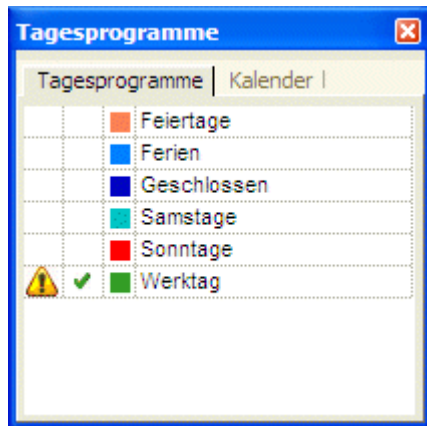 Tagesprogramme
Tagesprogramme Kalender
Feiertage
Ferien
Geschlossen
Samstage
Sonntage
Werktag